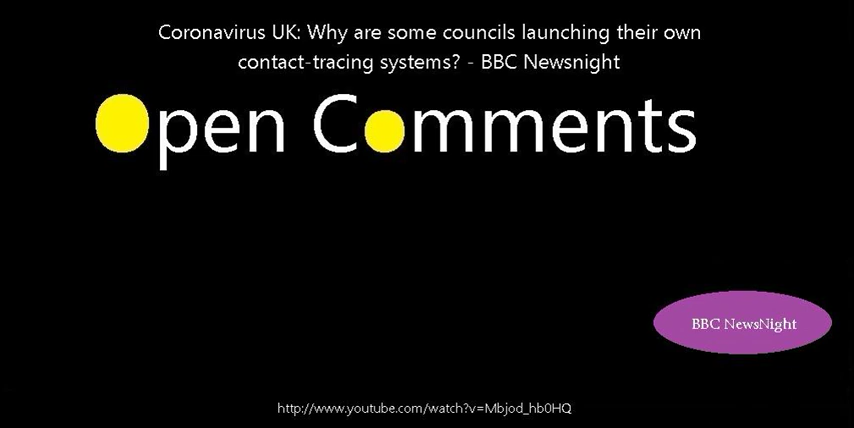 Coronavirus UK: Why are some councils launching their own
contact-tracing systems? - BBC Newsnight
Open Comments
BBC NewsNight
http://www.youtube.com/watch?v=Mbjod_hb0HQ